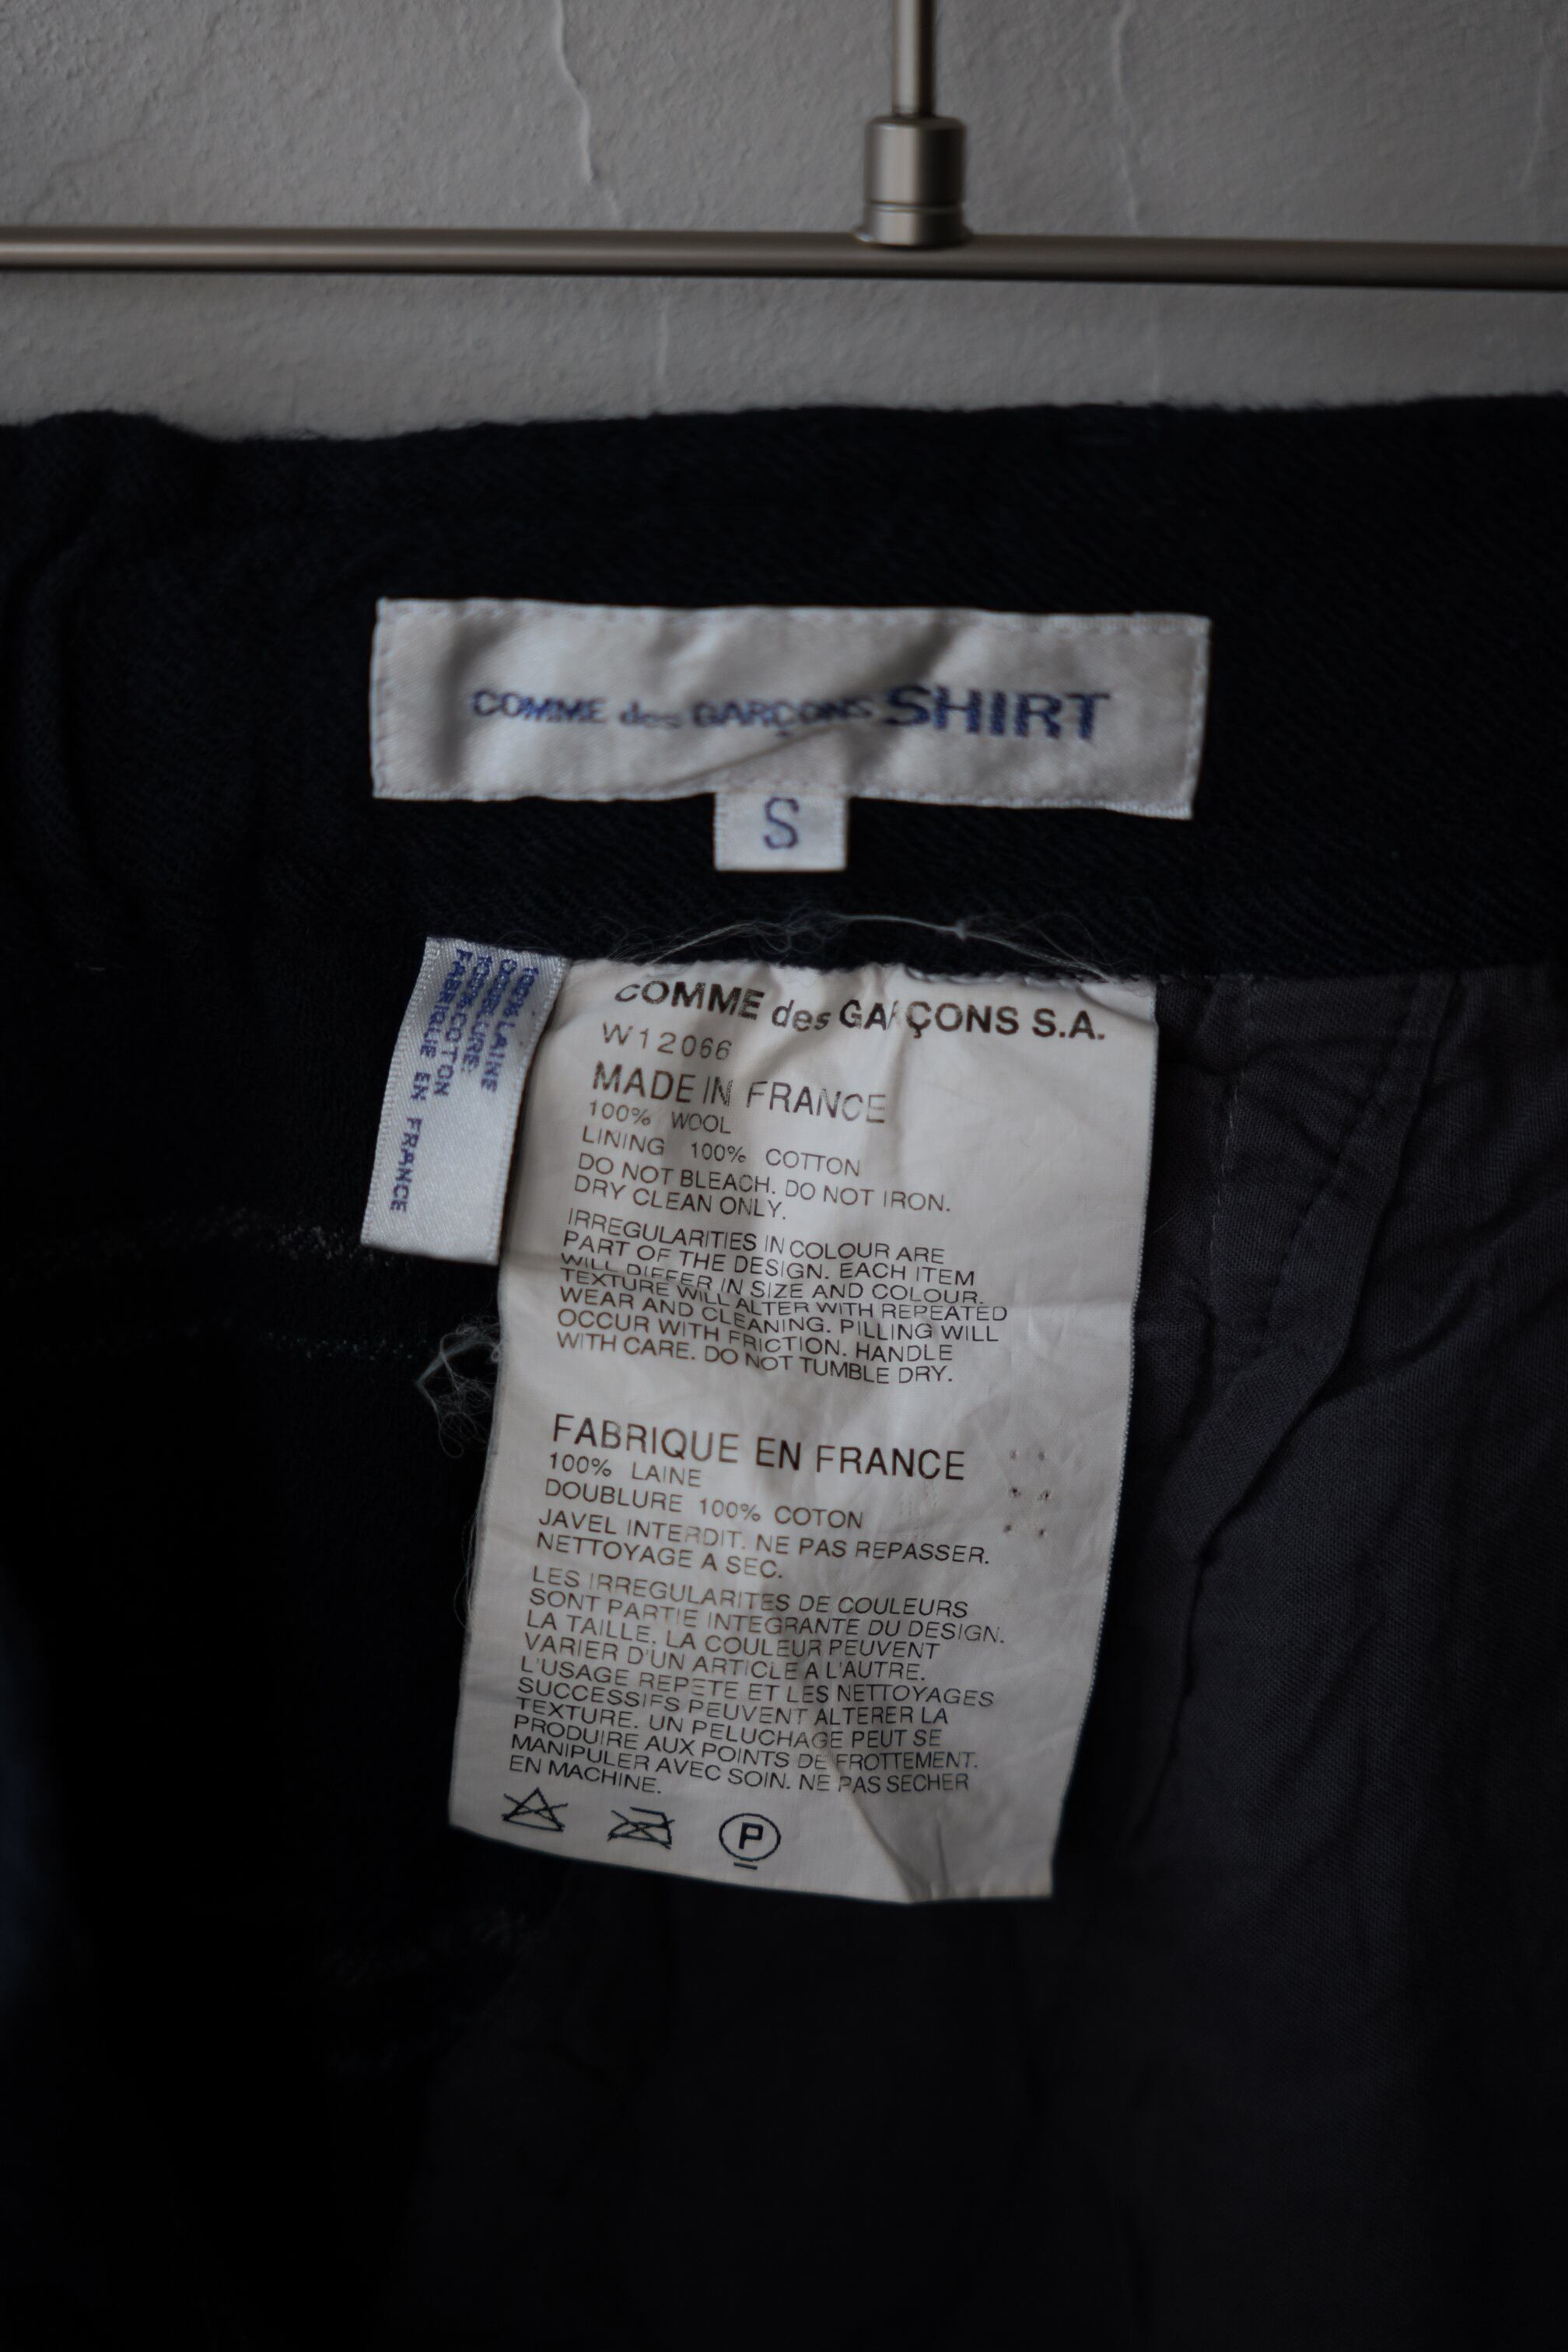 COMME des GARÇONS SHIRT
S
100% LAINE
DOUBLURE:
100% COTON
FABRIQUE EN FRANCE
COMME des GARÇONS S.A.
W12066
MADE IN FRANCE
100% WOOL
LINING 100% COTTON
DO NOT BLEACH. DO NOT IRON.
DRY CLEAN ONLY.
IRREGULARITIES IN COLOUR ARE
PART OF THE DESIGN. EACH ITEM
WILL DIFFER IN SIZE AND COLOUR.
TEXTURE WILL ALTER WITH REPEATED
WEAR AND CLEANING. PILLING WILL
OCCUR WITH FRICTION. HANDLE
WITH CARE. DO NOT TUMBLE DRY.
FABRIQUE EN FRANCE
100% LAINE
DOUBLURE 100% COTON
JAVEL INTERDIT. NE PAS REPASSER.
NETTOYAGE A SEC.
LES IRREGULARITES DE COULEURS
SONT PARTIE INTEGRANTE DU DESIGN.
LA TAILLE, LA COULEUR PEUVENT
VARIER D'UN ARTICLE A L'AUTRE.
L'USAGE REPETE ET LES NETTOYAGES
SUCCESSIFS PEUVENT ALTERER LA
TEXTURE. UN PELUCHAGE PEUT SE
PRODUIRE AUX POINTS DE FROTTEMENT.
MANIPULER AVEC SOIN. NE PAS SECHER
EN MACHINE.
P